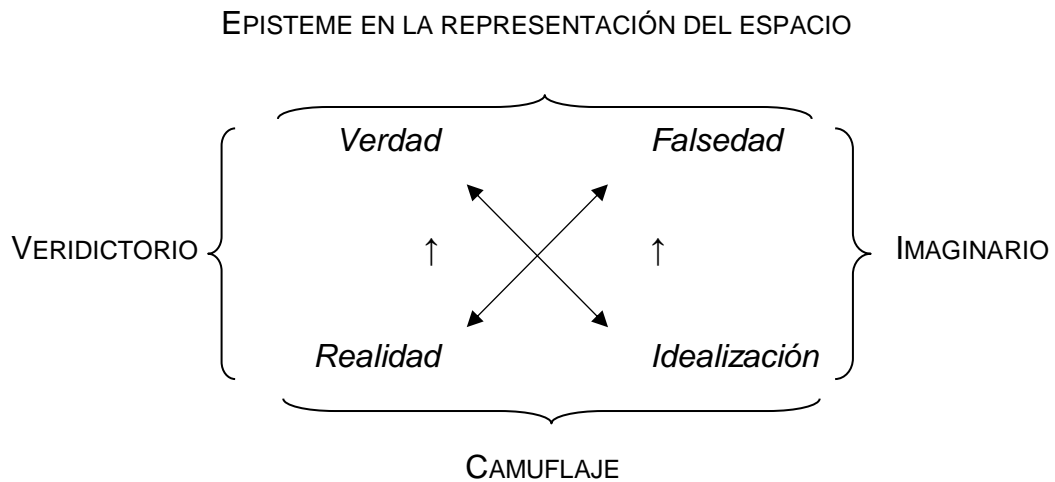 EPISTEME EN LA REPRESENTACIÓN DEL ESPACIO
Verdad Falsedad
VERIDICTORIO ↑ ↑ IMAGINARIO
Realidad Idealización
CAMUFLAJE